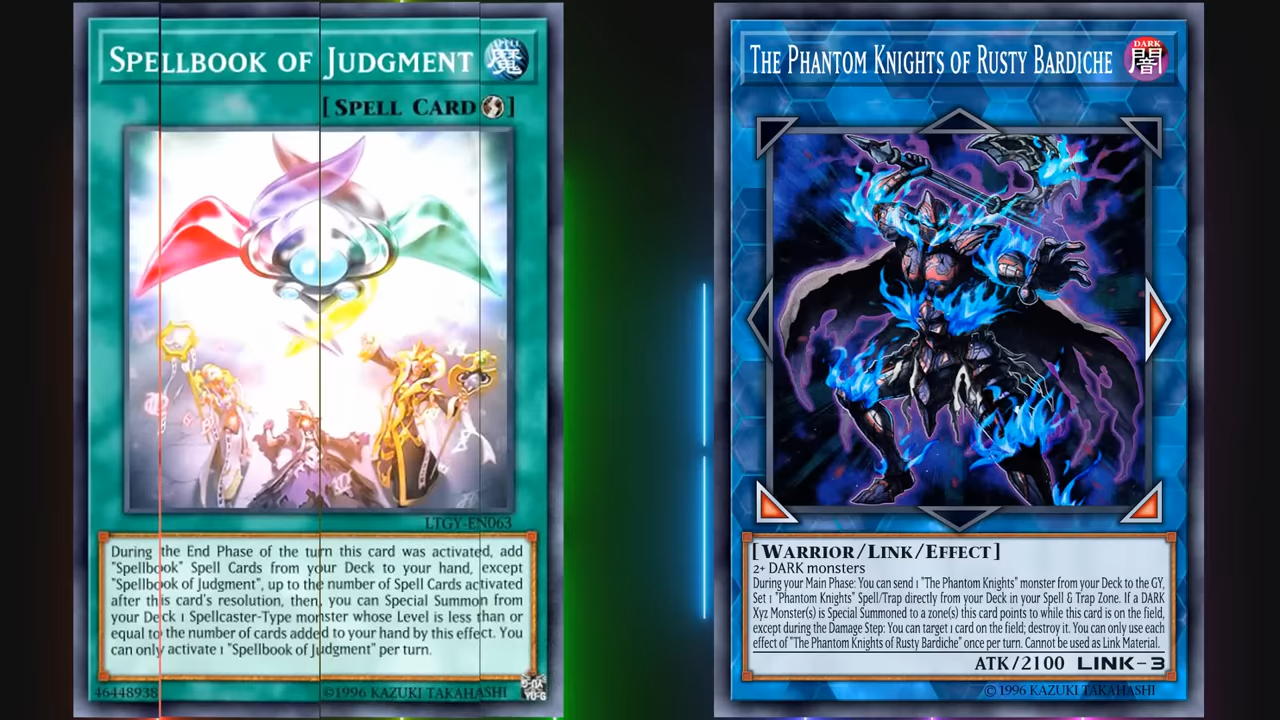 SPELLBOOK OF JUDGMENT 魔
[SPELL CARD]
LTGY-EN063
During the End Phase of the turn this card was activated, add
"Spellbook" Spell Cards from your Deck to your hand, except
"Spellbook of Judgment", up to the number of Spell Cards activated
after this card's resolution, then, you can Special Summon from
your Deck 1 Spellcaster-Type monster whose Level is less than or
equal to the number of cards added to your hand by this effect. You
can only activate 1 "Spellbook of Judgment" per turn.
46448938
©1996 KAZUKI TAKAHASHI
THE PHANTOM KNIGHTS OF RUSTY BARDICHE
DARK
闇
[WARRIOR/LINK/EFFECT]
2+ DARK monsters
During your Main Phase: You can send 1 "The Phantom Knights" monster from your Deck to the GY,
Set 1 "Phantom Knights" Spell/Trap directly from your Deck in your Spell & Trap Zone. If a DARK
Xyz Monster(s) is Special Summoned to a zone(s) this card points to while this card is on the field,
except during the Damage Step: You can target 1 card on the field; destroy it. You can only use each
effect of "The Phantom Knights of Rusty Bardiche" once per turn. Cannot be used as Link Material.
ATK/2100 LINK-3
©1996 KAZUKI TAKAHASHI